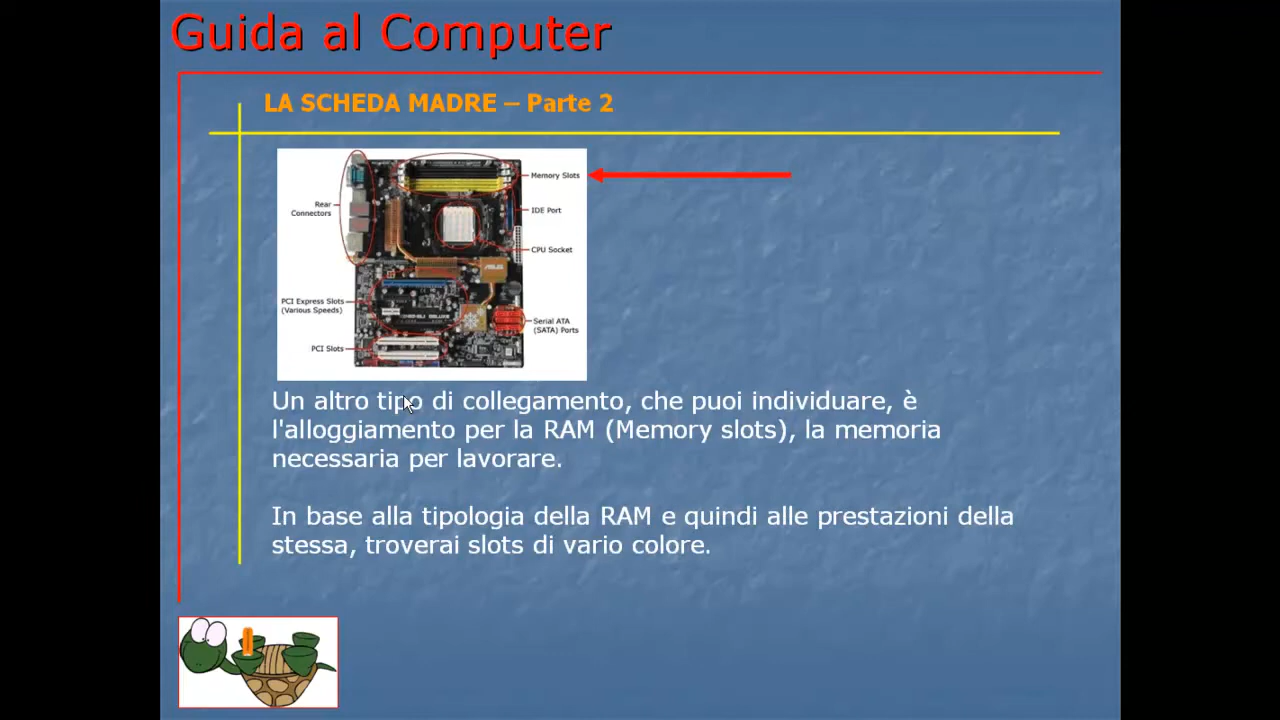 Guida al Computer
LA SCHEDA MADRE – Parte 2
Memory Slots
Rear
Connectors
IDE Port
CPU Socket
ASUS
PCI Express Slots
(Various Speeds)
Serial ATA
(SATA) Ports
PCI Slots
Un altro tipo di collegamento, che puoi individuare, è
l'alloggiamento per la RAM (Memory slots), la memoria
necessaria per lavorare.
In base alla tipologia della RAM e quindi alle prestazioni della
stessa, troverai slots di vario colore.